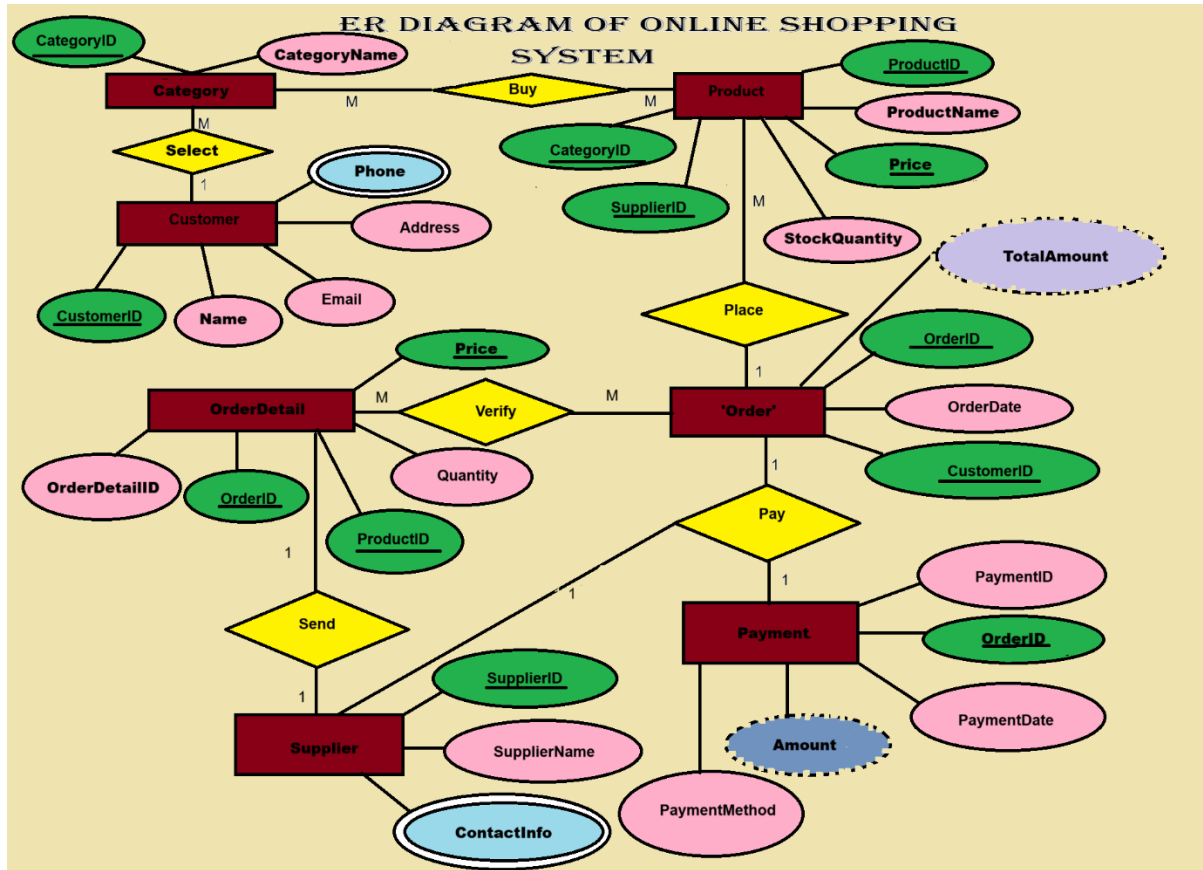 ER DIAGRAM OF ONLINE SHOPPING
SYSTEM
CategoryID
CategoryName
ProductID
Category
M
Buy
M
Product
ProductName
M
Select
CategoryID
Price
Phone
1
SupplierID
M
Customer
Address
StockQuantity
TotalAmount
CustomerID
Name
Email
Place
Price
OrderID
1
OrderDetail
M
Verify
M
'Order'
OrderDate
OrderDetailID
OrderID
Quantity
1
CustomerID
ProductID
Pay
1
1
PaymentID
1
Send
Payment
OrderID
SupplierID
1
PaymentDate
Supplier
SupplierName
Amount
PaymentMethod
ContactInfo